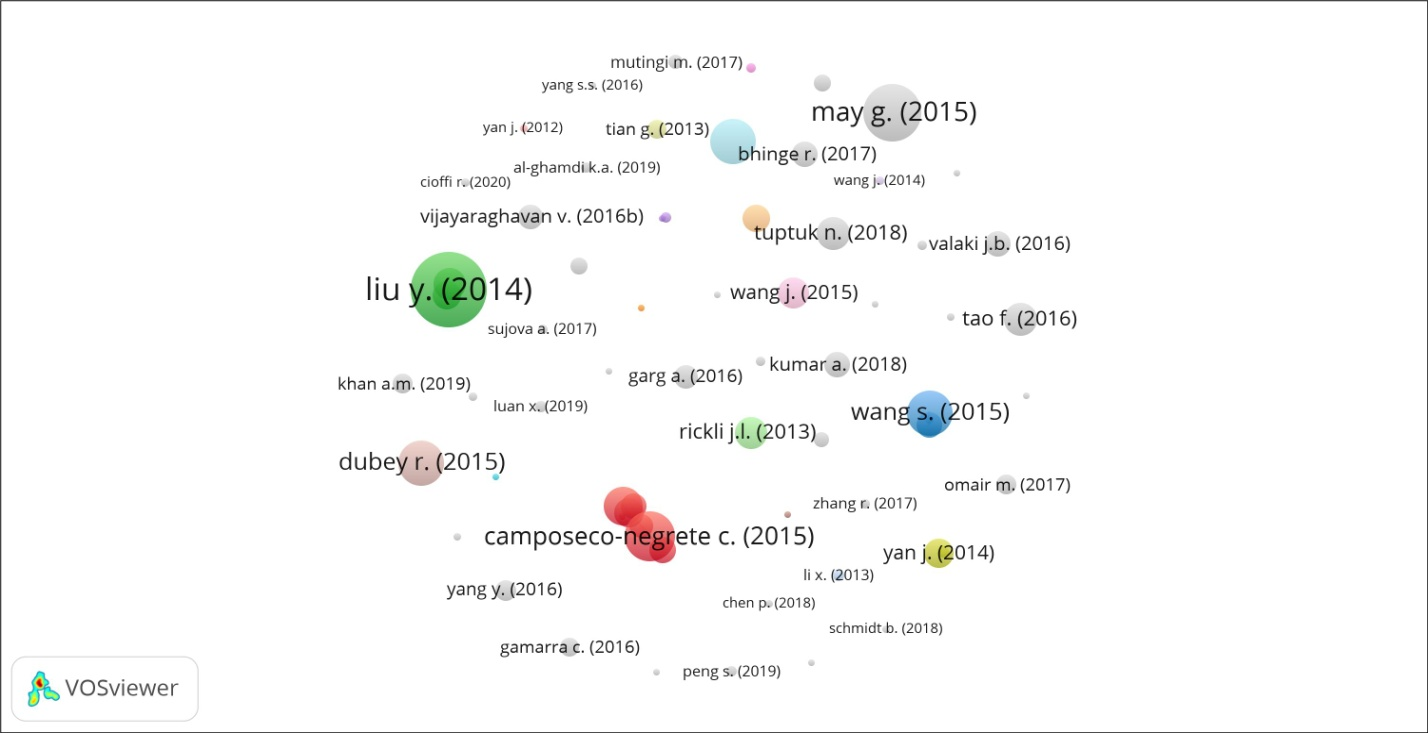 mutingi m. (2017)
yang s.s. (2016)
may g. (2015)
yan j. (2012)
tian g. (2013)
bhinge r. (2017)
al-ghamdi k.a. (2019)
cioffi r. (2020)
wang j. (2014)
vijayaraghavan v. (2016b)
tuptuk n. (2018)
valaki j.b. (2016)
liu y. (2014)
wang j. (2015)
tao f. (2016)
sujova a. (2017)
kumar a. (2018)
garg a. (2016)
khan a.m. (2019)
luan x. (2019)
wang s. (2015)
rickli j.l. (2013)
dubey r. (2015)
omair m. (2017)
zhang r. (2017)
camposeco-negrete c. (2015)
yan j. (2014)
li x. (2013)
yang y. (2016)
chen p. (2018)
schmidt b. (2018)
gamarra c. (2016)
peng s. (2019)
VOSviewer